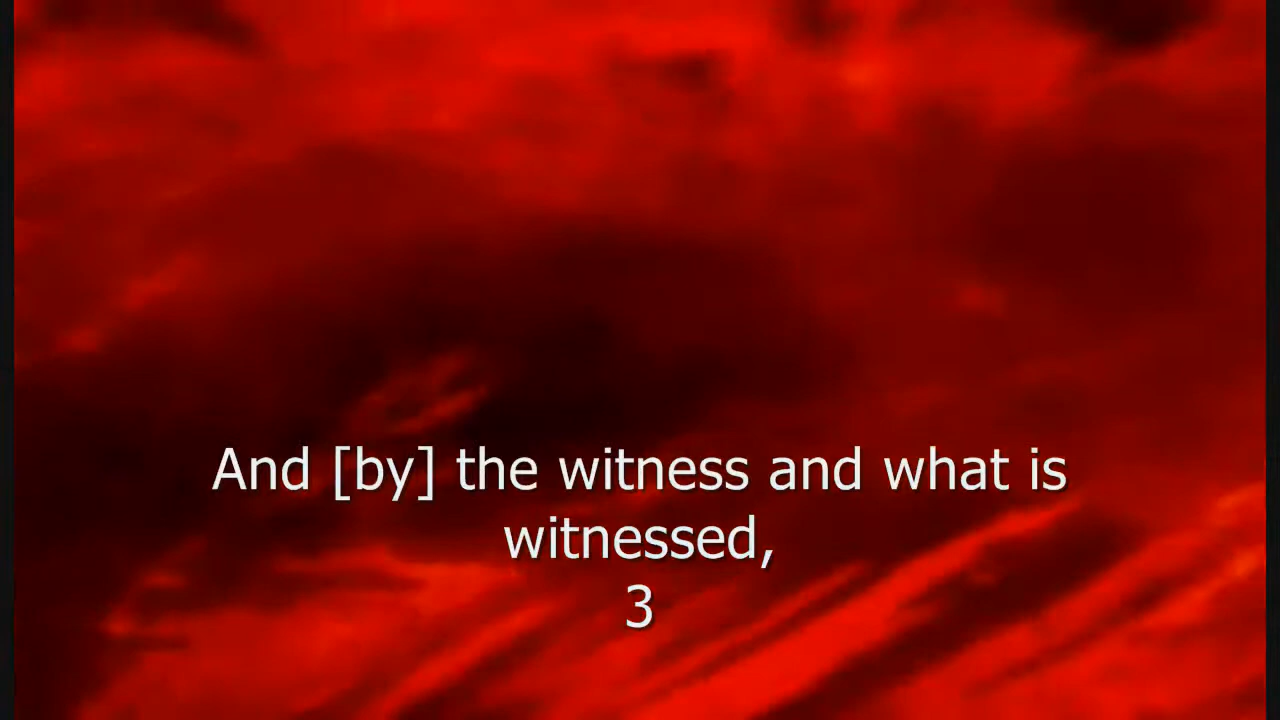 And [by] the witness and what is
witnessed,
3